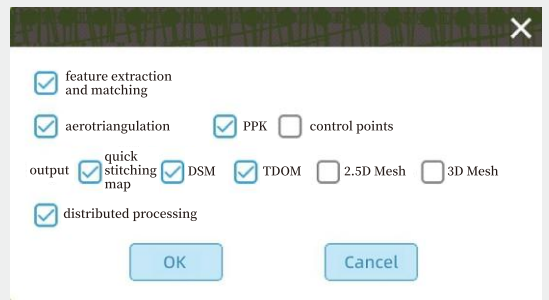 feature extraction
and matching
aerotriangulation PPK control points
output quick stitching map DSM TDOM 2.5D Mesh 3D Mesh
distributed processing
OK Cancel